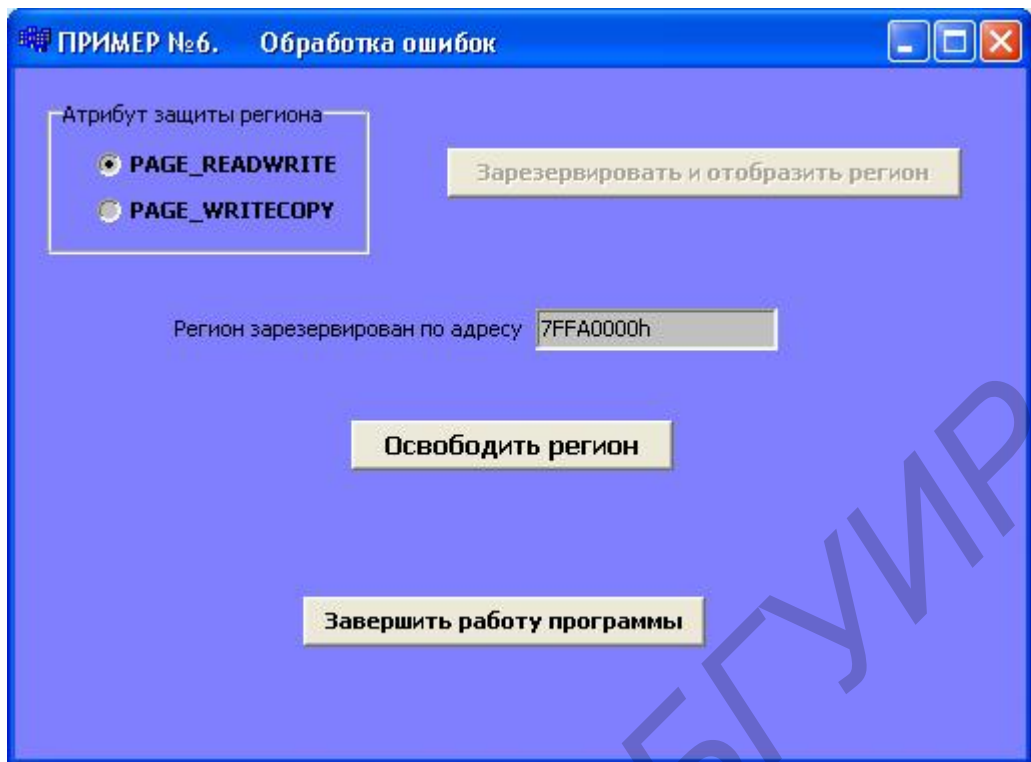 ПРИМЕР №6. Обработка ошибок
Атрибут защиты региона
PAGE_READWRITE
PAGE_WRITECOPY
Зарезервировать и отобразить регион
Регион зарезервирован по адресу 7FFA0000h
Освободить регион
Завершить работу программы
БГУИР